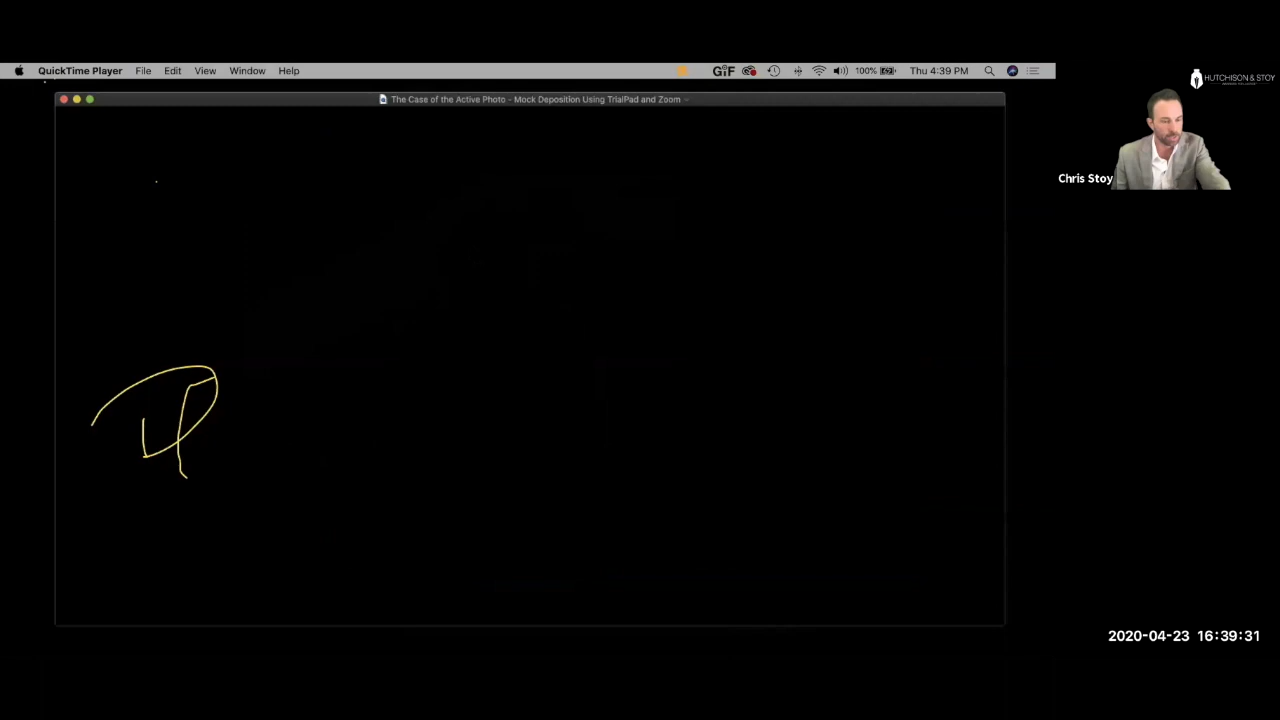 QuickTime Player File Edit View Window Help GIF 100% Thu 4:39 PM
HUTCHISON & STOY
The Case of the Active Photo - Mock Deposition Using TrialPad and Zoom
Chris Stoy
2020-04-23 16:39:31